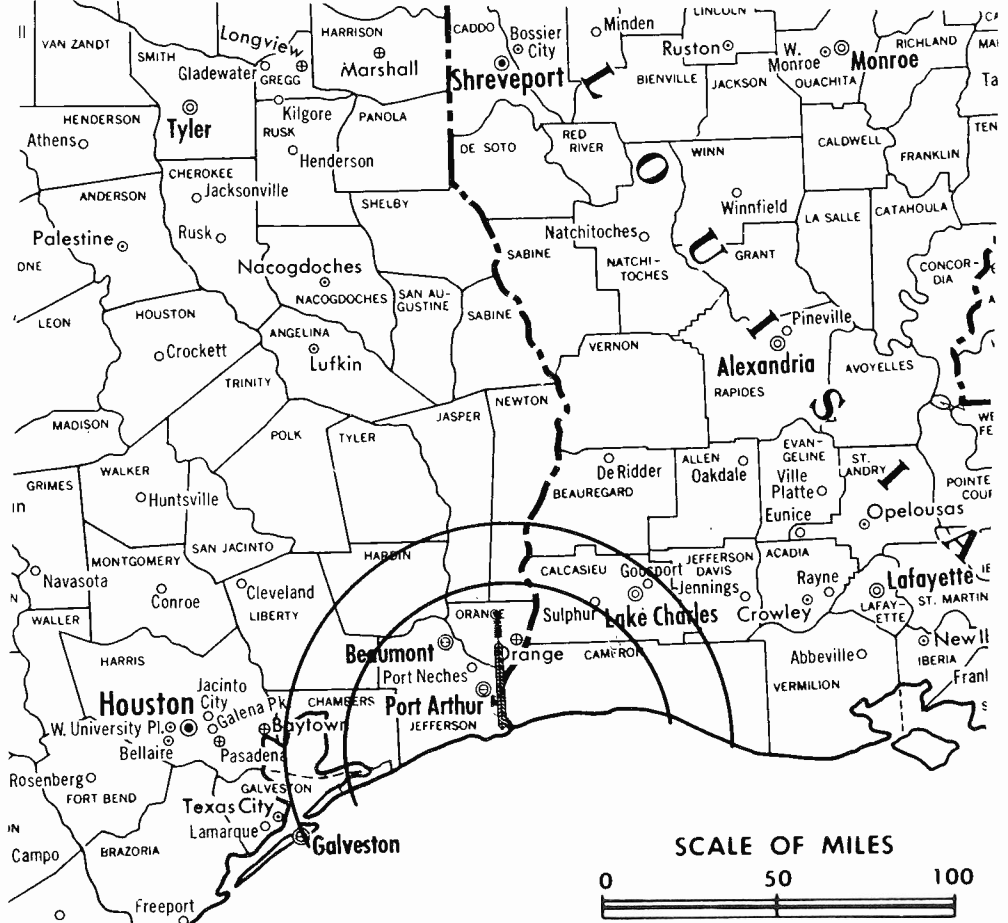 VAN ZANDT
SMITH
Longview
Gladewater
GREGG
HARRISON
Marshall
CADDO
Bossier
City
Shreveport
Minden
LINCOLN
Ruston
BIENVILLE
JACKSON
W.
Monroe
OUACHITA
Monroe
RICHLAND
HENDERSON
Athens
Tyler
Kilgore
RUSK
Henderson
PANOLA
DE SOTO
RED
RIVER
WINN
CALDWELL
FRANKLIN
TEN
CHEROKEE
Jacksonville
ANDERSON
Palestine
Rusk
SHELBY
Winnfield
LA SALLE
CATAHOULA
Natchitoches
SABINE
NATCHI-
TOCHES
GRANT
CONCOR-
DIA
Nacogdoches
NACOGDOCHES
SAN AU-
GUSTINE
SABINE
ONE
LEON
HOUSTON
ANGELINA
Lufkin
Crockett
TRINITY
VERNON
Pineville
Alexandria
RAPIDES
AVOYELLES
LOUISIA
MADISON
POLK
TYLER
JASPER
NEWTON
WALKER
GRIMES
Huntsville
De Ridder
BEAUREGARD
ALLEN
Oakdale
EVAN-
GELINE
Ville
Platte
Eunice
ST.
LANDRY
Opelousas
POINTE
COUP
SAN JACINTO
MONTGOMERY
Navasota
Conroe
Cleveland
LIBERTY
HARDIN
CALCASIEU
Goosport
Sulphur
Lake Charles
JEFFERSON
DAVIS
Jennings
ACADIA
Rayne
Crowley
Lafayette
LAFAY-
ETTE
ST. MARTIN
WALLER
HARRIS
ORANGE
Orange
Beaumont
Port Neches
Port Arthur
CAMERON
Abbeville
VERMILION
IBERIA
New I
Frankl
Houston
Jacinto
City
Galena Pk.
W. University Pl.
Bellaire
Pasadena
Baytown
CHAMBERS
JEFFERSON
Rosenberg
FORT BEND
GALVESTON
Texas City
Lamarque
Galveston
Campo
BRAZORIA
Freeport
SCALE OF MILES
0 50 100